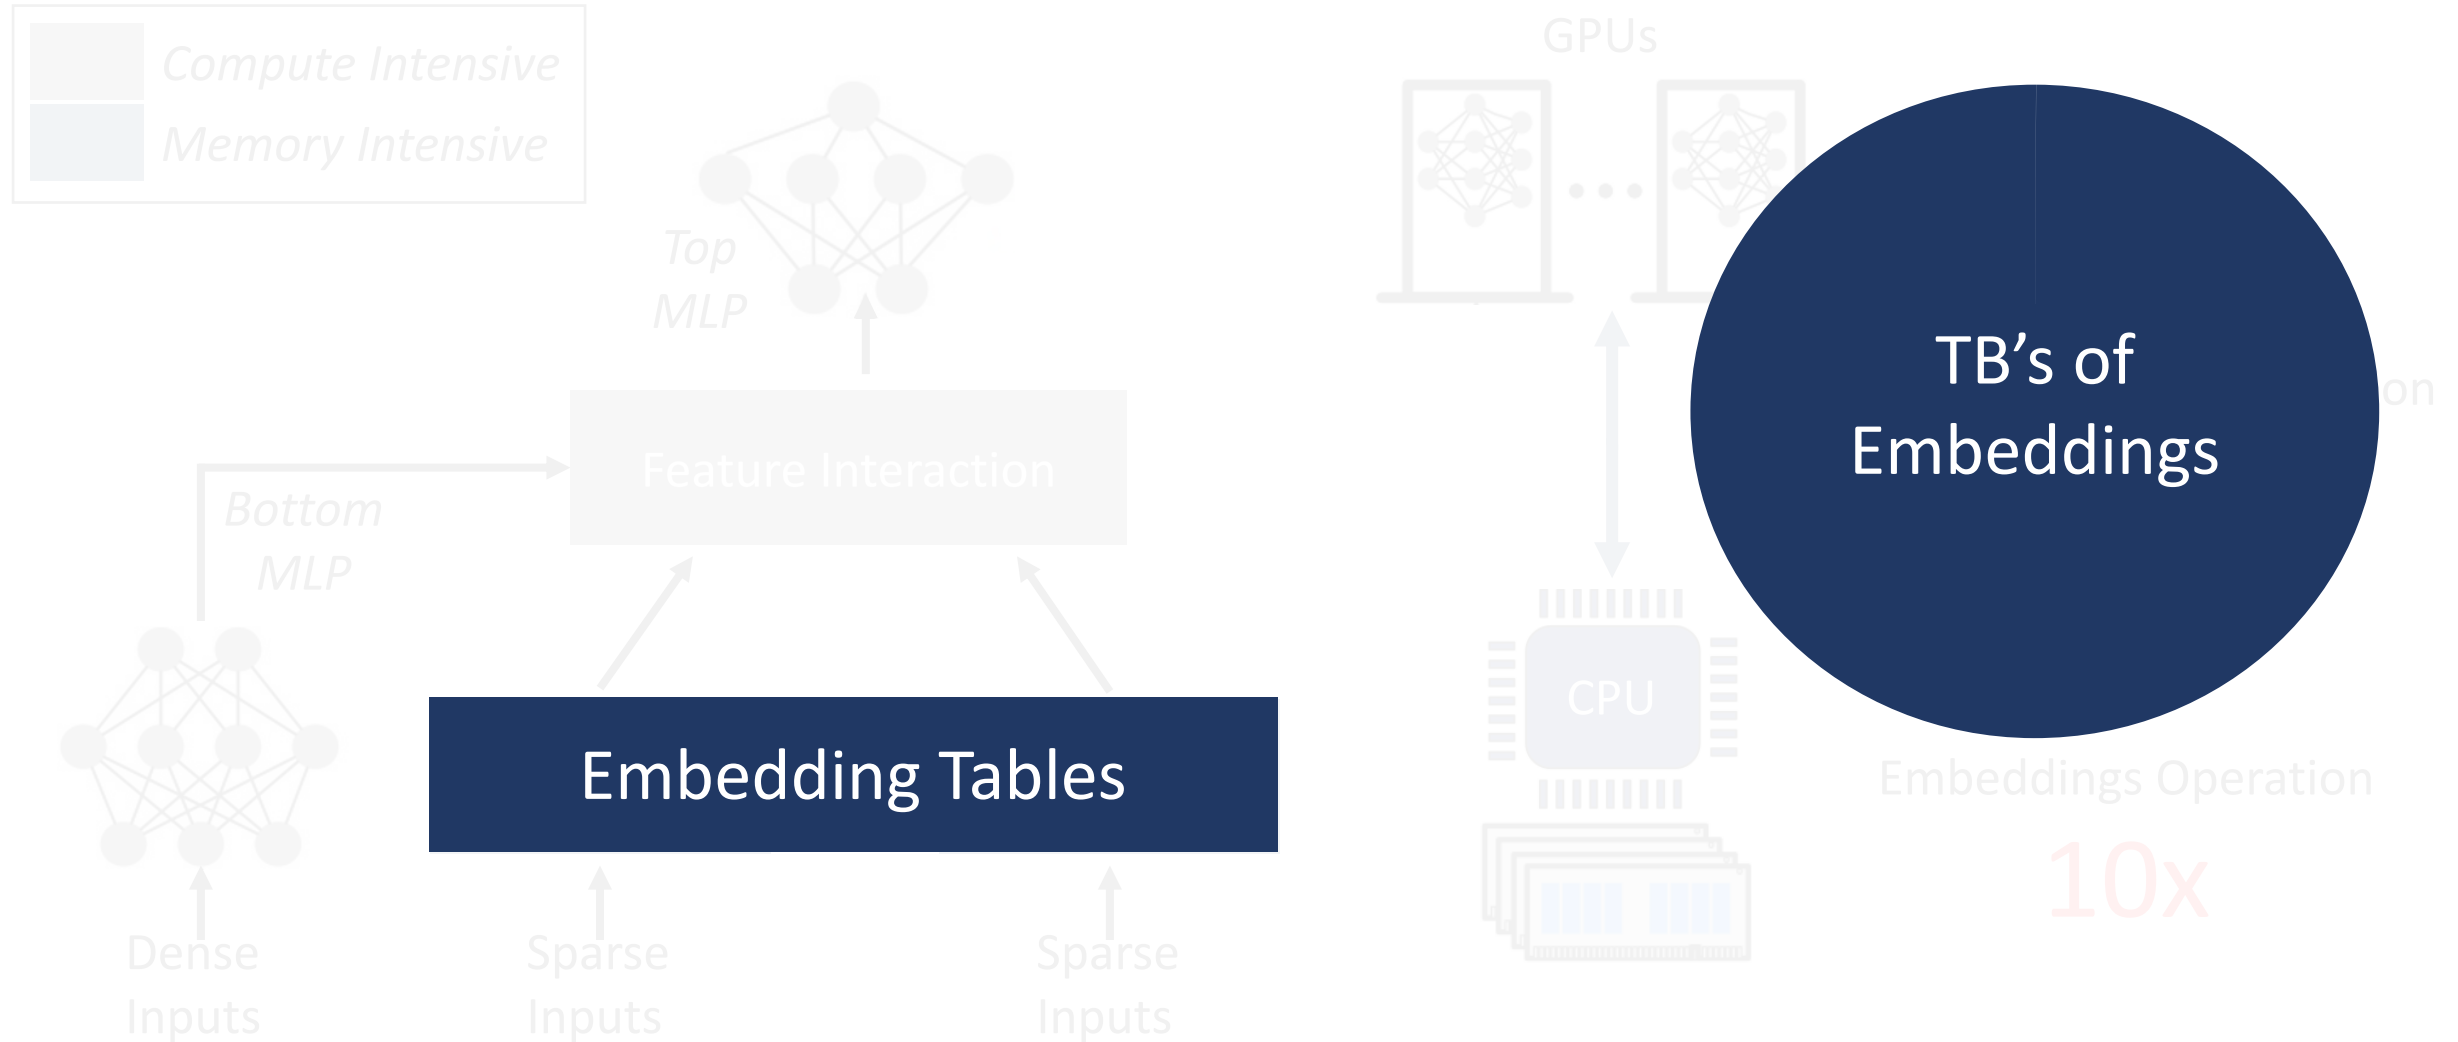 Compute Intensive
Memory Intensive
Top
MLP
Feature Interaction
Bottom
MLP
Embedding Tables
Dense
Inputs
Sparse
Inputs
Sparse
Inputs
GPUs
TB’s of
Embeddings
on
CPU
Embeddings Operation
10x